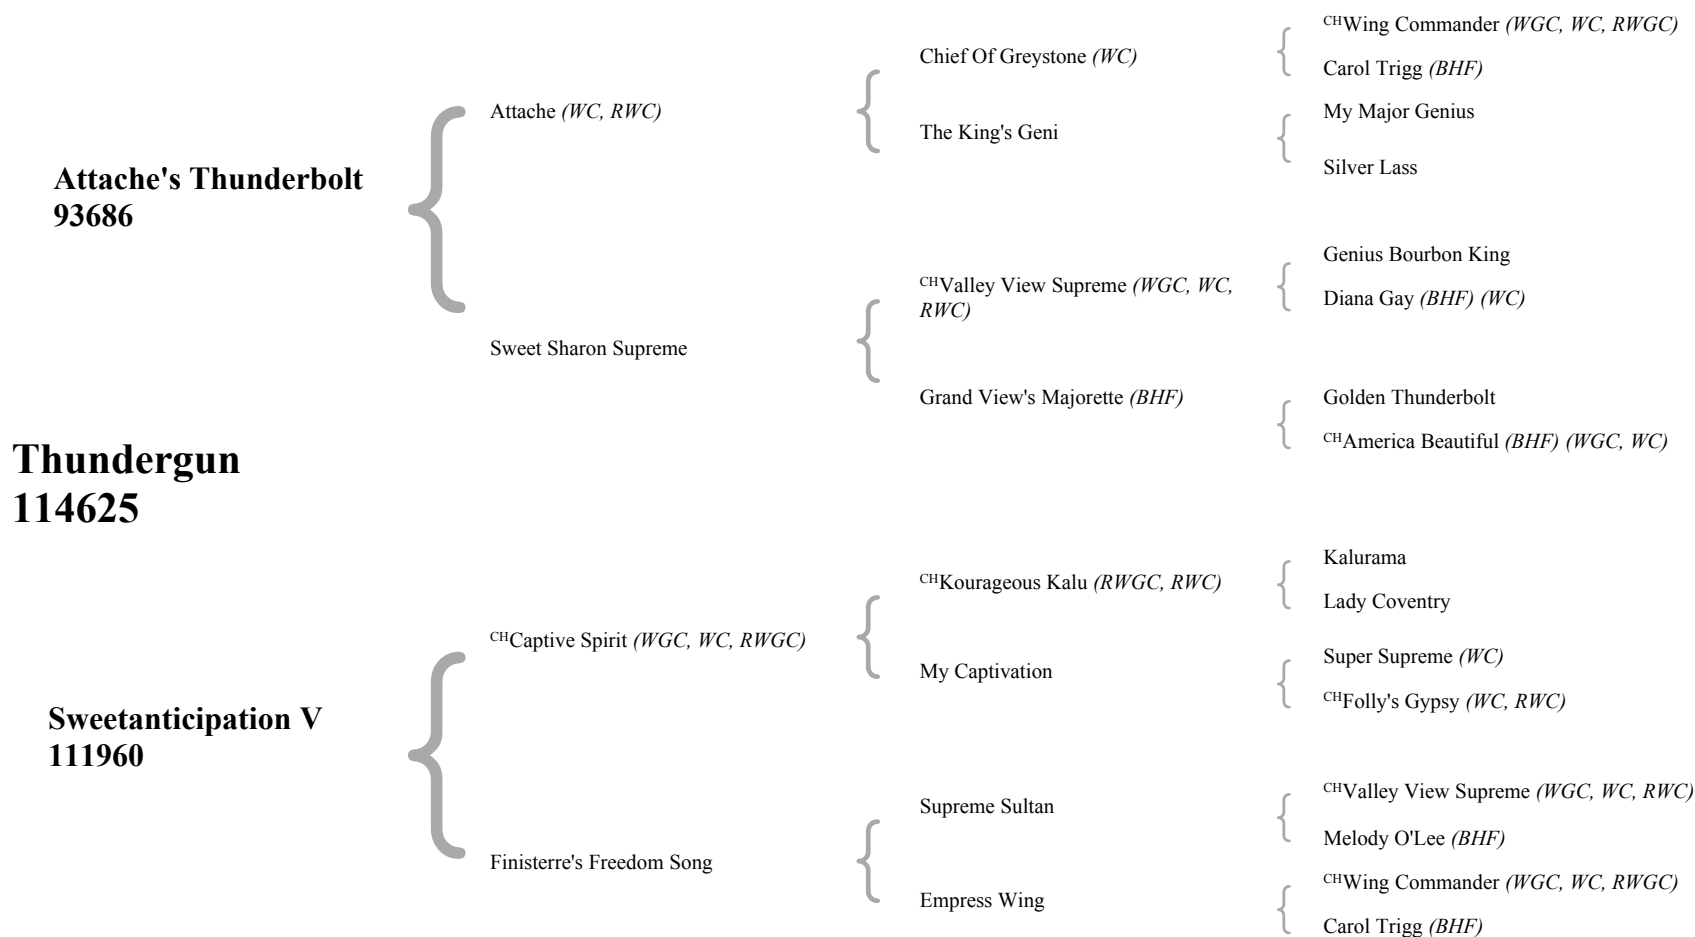 CHWing Commander (WGC, WC, RWGC)
Chief Of Greystone (WC)
Carol Trigg (BHF)
Attache (WC, RWC)
My Major Genius
The King's Geni
Silver Lass
Attache's Thunderbolt
93686
Genius Bourbon King
CHValley View Supreme (WGC, WC,
RWC)
Diana Gay (BHF) (WC)
Sweet Sharon Supreme
Grand View's Majorette (BHF)
Golden Thunderbolt
CHAmerica Beautiful (BHF) (WGC, WC)
Thundergun
114625
Kalurama
CHKourageous Kalu (RWGC, RWC)
Lady Coventry
CHCaptive Spirit (WGC, WC, RWGC)
Super Supreme (WC)
My Captivation
CHFolly's Gypsy (WC, RWC)
Sweetanticipation V
111960
CHValley View Supreme (WGC, WC, RWC)
Supreme Sultan
Melody O'Lee (BHF)
Finisterre's Freedom Song
CHWing Commander (WGC, WC, RWGC)
Empress Wing
Carol Trigg (BHF)